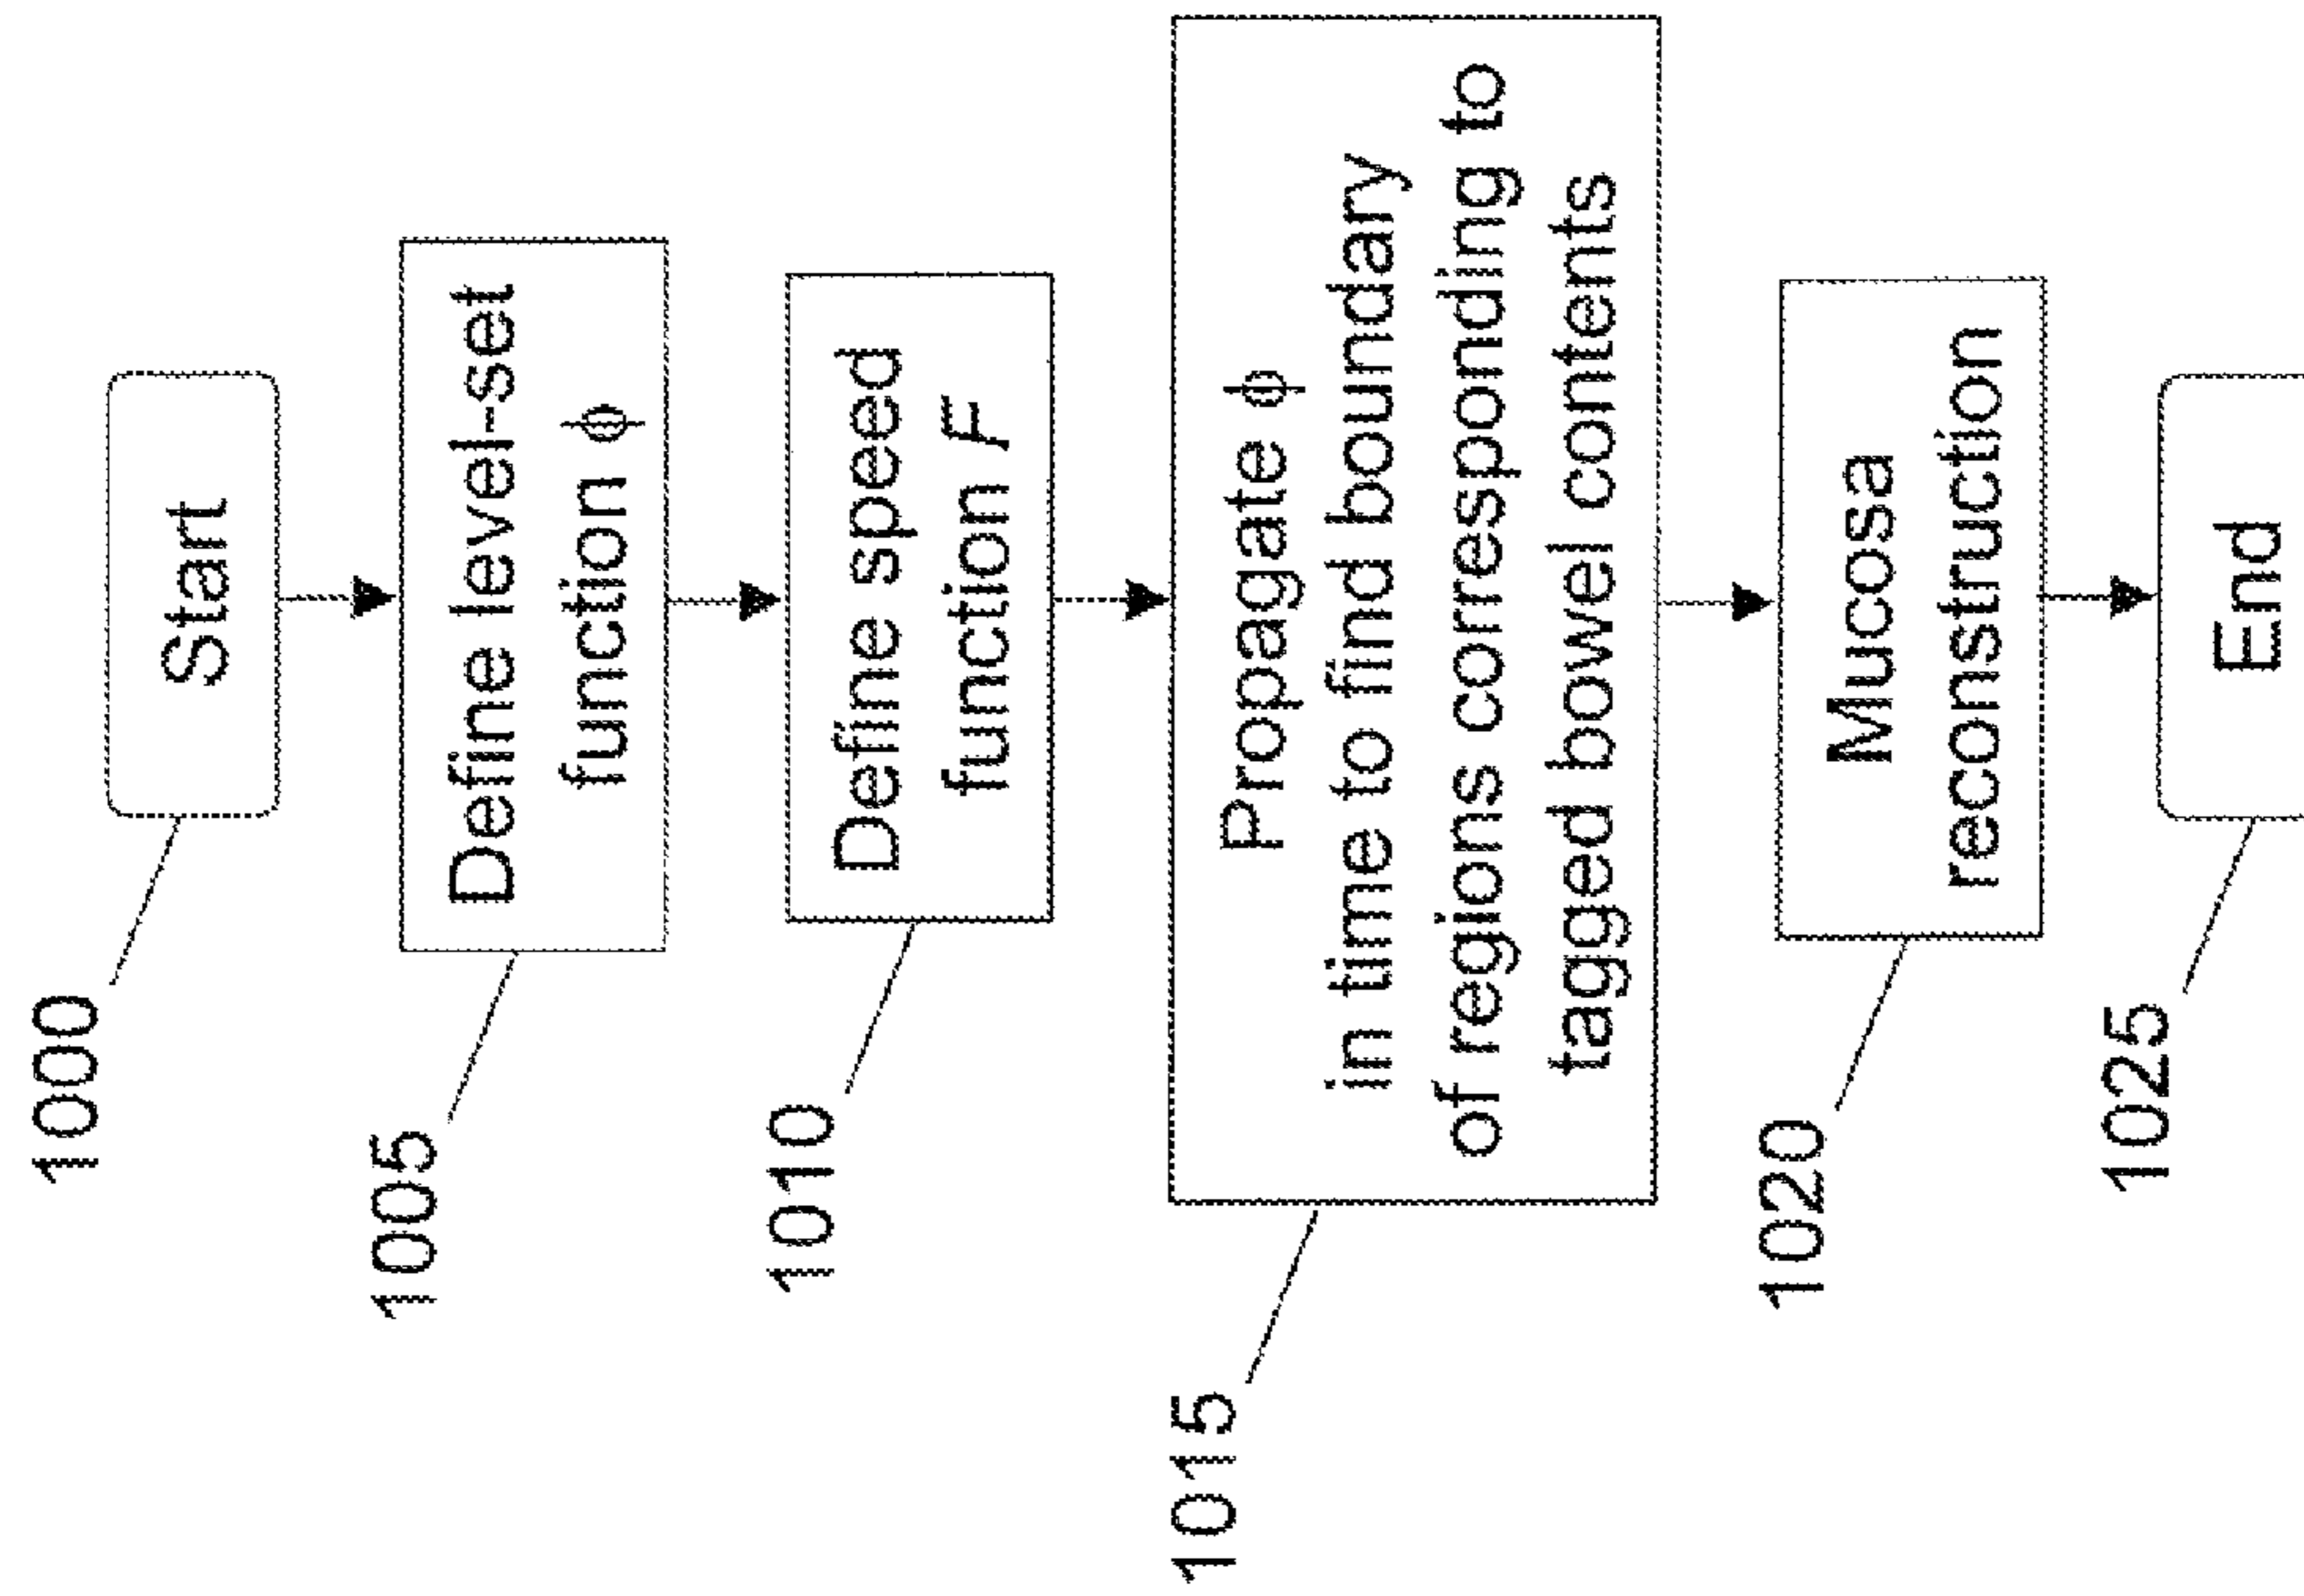 1000
Start
1005
Define level-set
function ϕ
1010
Define speed
function F
1015
Propagate ϕ
in time to find boundary
of regions corresponding to
tagged bowel contents
1020
Mucosa
reconstruction
1025
End